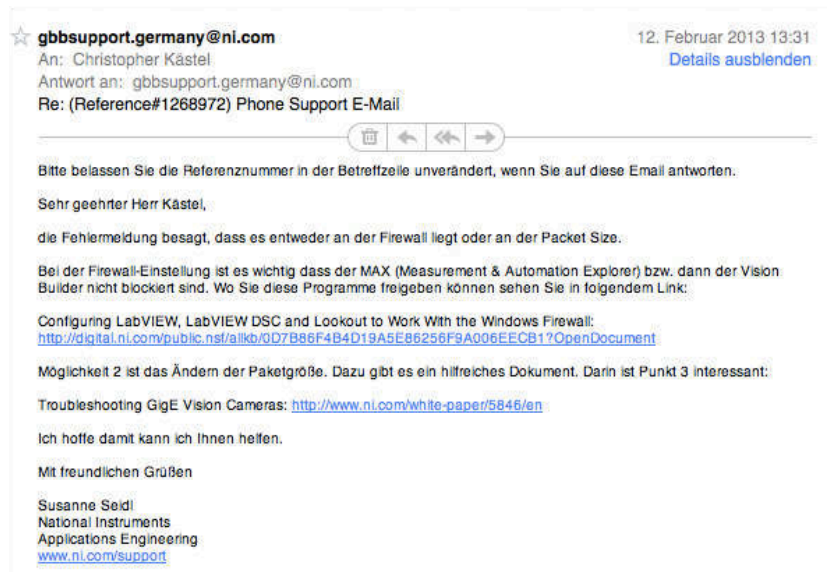 gbbsupport.germany@ni.com
12. Februar 2013 13:31
An: Christopher Kästel
Details ausblenden
Antwort an: gbbsupport.germany@ni.com
Re: (Reference#1268972) Phone Support E-Mail
Bitte belassen Sie die Referenznummer in der Betreffzeile unverändert, wenn Sie auf diese Email antworten.
Sehr geehrter Herr Kästel,
die Fehlermeldung besagt, dass es entweder an der Firewall liegt oder an der Packet Size.
Bei der Firewall-Einstellung ist es wichtig dass der MAX (Measurement & Automation Explorer) bzw. dann der Vision
Builder nicht blockiert sind. Wo Sie diese Programme freigeben können sehen Sie in folgendem Link:
Configuring LabVIEW, LabVIEW DSC and Lookout to Work With the Windows Firewall:
http://digital.ni.com/public.nsf/allkb/0D7B86F4B4D19A5E86256F9A006EECB1?OpenDocument
Möglichkeit 2 ist das Ändern der Paketgröße. Dazu gibt es ein hilfreiches Dokument. Darin ist Punkt 3 interessant:
Troubleshooting GigE Vision Cameras: http://www.ni.com/white-paper/5846/en
Ich hoffe damit kann ich Ihnen helfen.
Mit freundlichen Grüßen
Susanne Seidl
National Instruments
Applications Engineering
www.ni.com/support